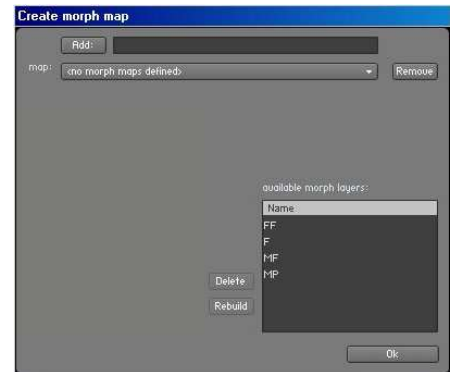 Create morph map
Add:
map: <no morph maps defined> Remove
available morph layers:
Name
FF
F
MF
MP
Delete
Rebuild
Ok